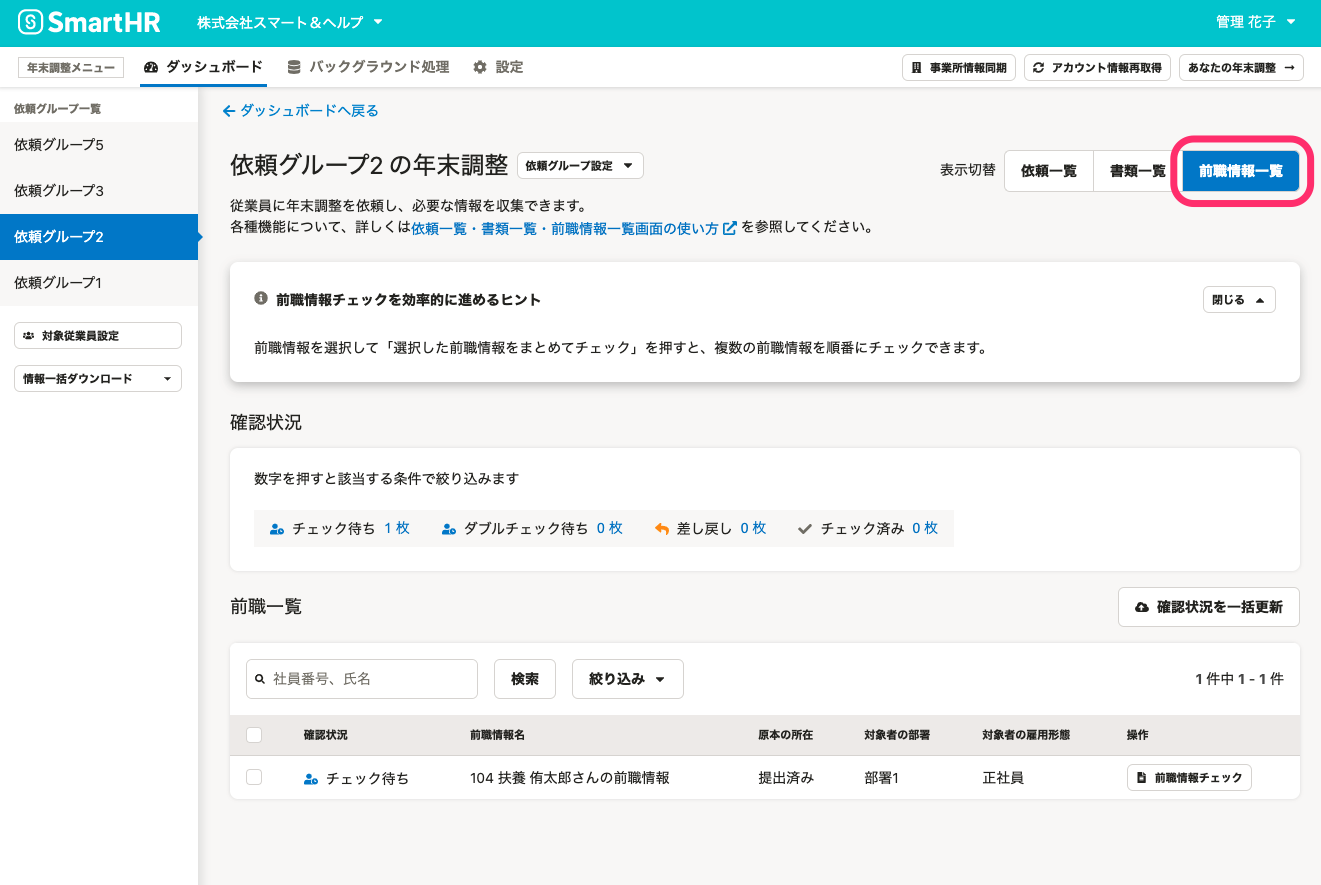 SmartHR
株式会社スマート＆ヘルプ
管理 花子
年末調整メニュー
ダッシュボード
バックグラウンド処理
設定
事業所情報同期
アカウント情報再取得
あなたの年末調整 →
依頼グループ一覧
依頼グループ5
依頼グループ3
依頼グループ2
依頼グループ1
対象従業員設定
情報一括ダウンロード
← ダッシュボードへ戻る
依頼グループ2 の年末調整
依頼グループ設定
表示切替
依頼一覧
書類一覧
前職情報一覧
従業員に年末調整を依頼し、必要な情報を収集できます。
各種機能について、詳しくは依頼一覧・書類一覧・前職情報一覧画面の使い方 を参照してください。
前職情報チェックを効率的に進めるヒント
閉じる
前職情報を選択して「選択した前職情報をまとめてチェック」を押すと、複数の前職情報を順番にチェックできます。
確認状況
数字を押すと該当する条件で絞り込みます
チェック待ち 1 枚 ダブルチェック待ち 0 枚 差し戻し 0 枚 チェック済み 0 枚
前職一覧
確認状況を一括更新
社員番号、氏名
検索
絞り込み
1 件中 1 - 1 件
確認状況 前職情報名 原本の所在 対象者の部署 対象者の雇用形態 操作
チェック待ち 104 扶養 侑太郎さんの前職情報 提出済み 部署1 正社員 前職情報チェック